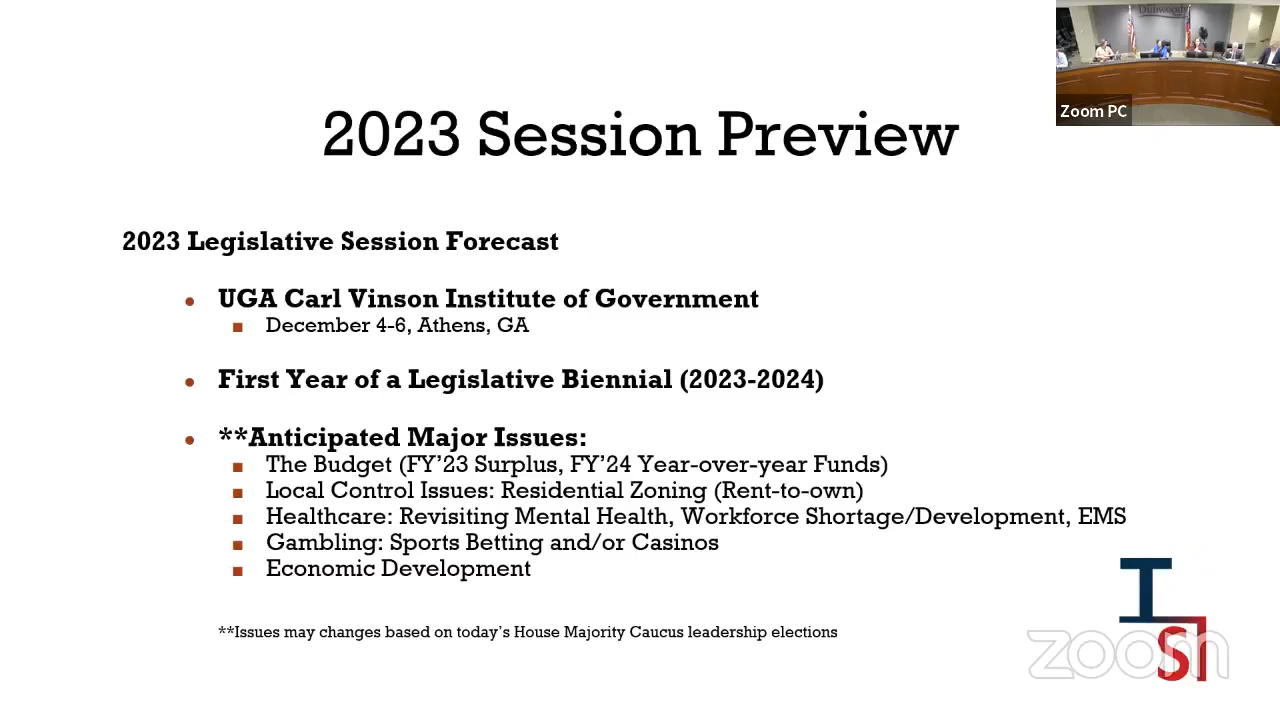 Dunwoody
Zoom PC
2023 Session Preview
2023 Legislative Session Forecast
UGA Carl Vinson Institute of Government
December 4-6, Athens, GA
First Year of a Legislative Biennial (2023-2024)
**Anticipated Major Issues:
The Budget (FY’23 Surplus, FY’24 Year-over-year Funds)
Local Control Issues: Residential Zoning (Rent-to-own)
Healthcare: Revisiting Mental Health, Workforce Shortage/Development, EMS
Gambling: Sports Betting and/or Casinos
Economic Development
**Issues may changes based on today’s House Majority Caucus leadership elections
zoom